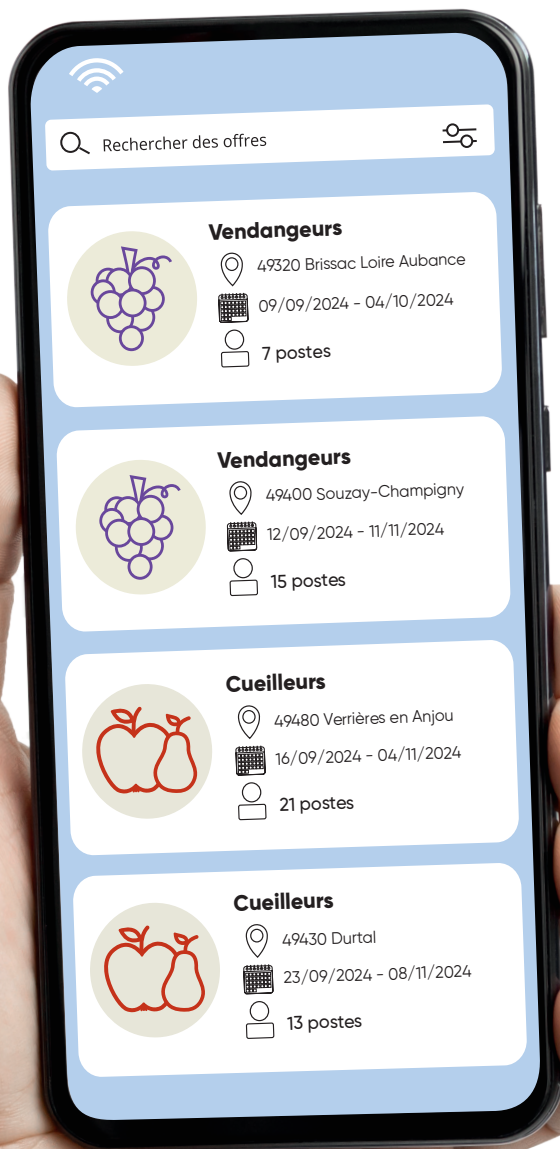 Rechercher des offres
Vendangeurs
49320 Brissac Loire Aubance
09/09/2024 - 04/10/2024
7 postes
Vendangeurs
49400 Souzay-Champigny
12/09/2024 - 11/11/2024
15 postes
Cueilleurs
49480 Verrières en Anjou
16/09/2024 - 04/11/2024
21 postes
Cueilleurs
49430 Durtal
23/09/2024 - 08/11/2024
13 postes